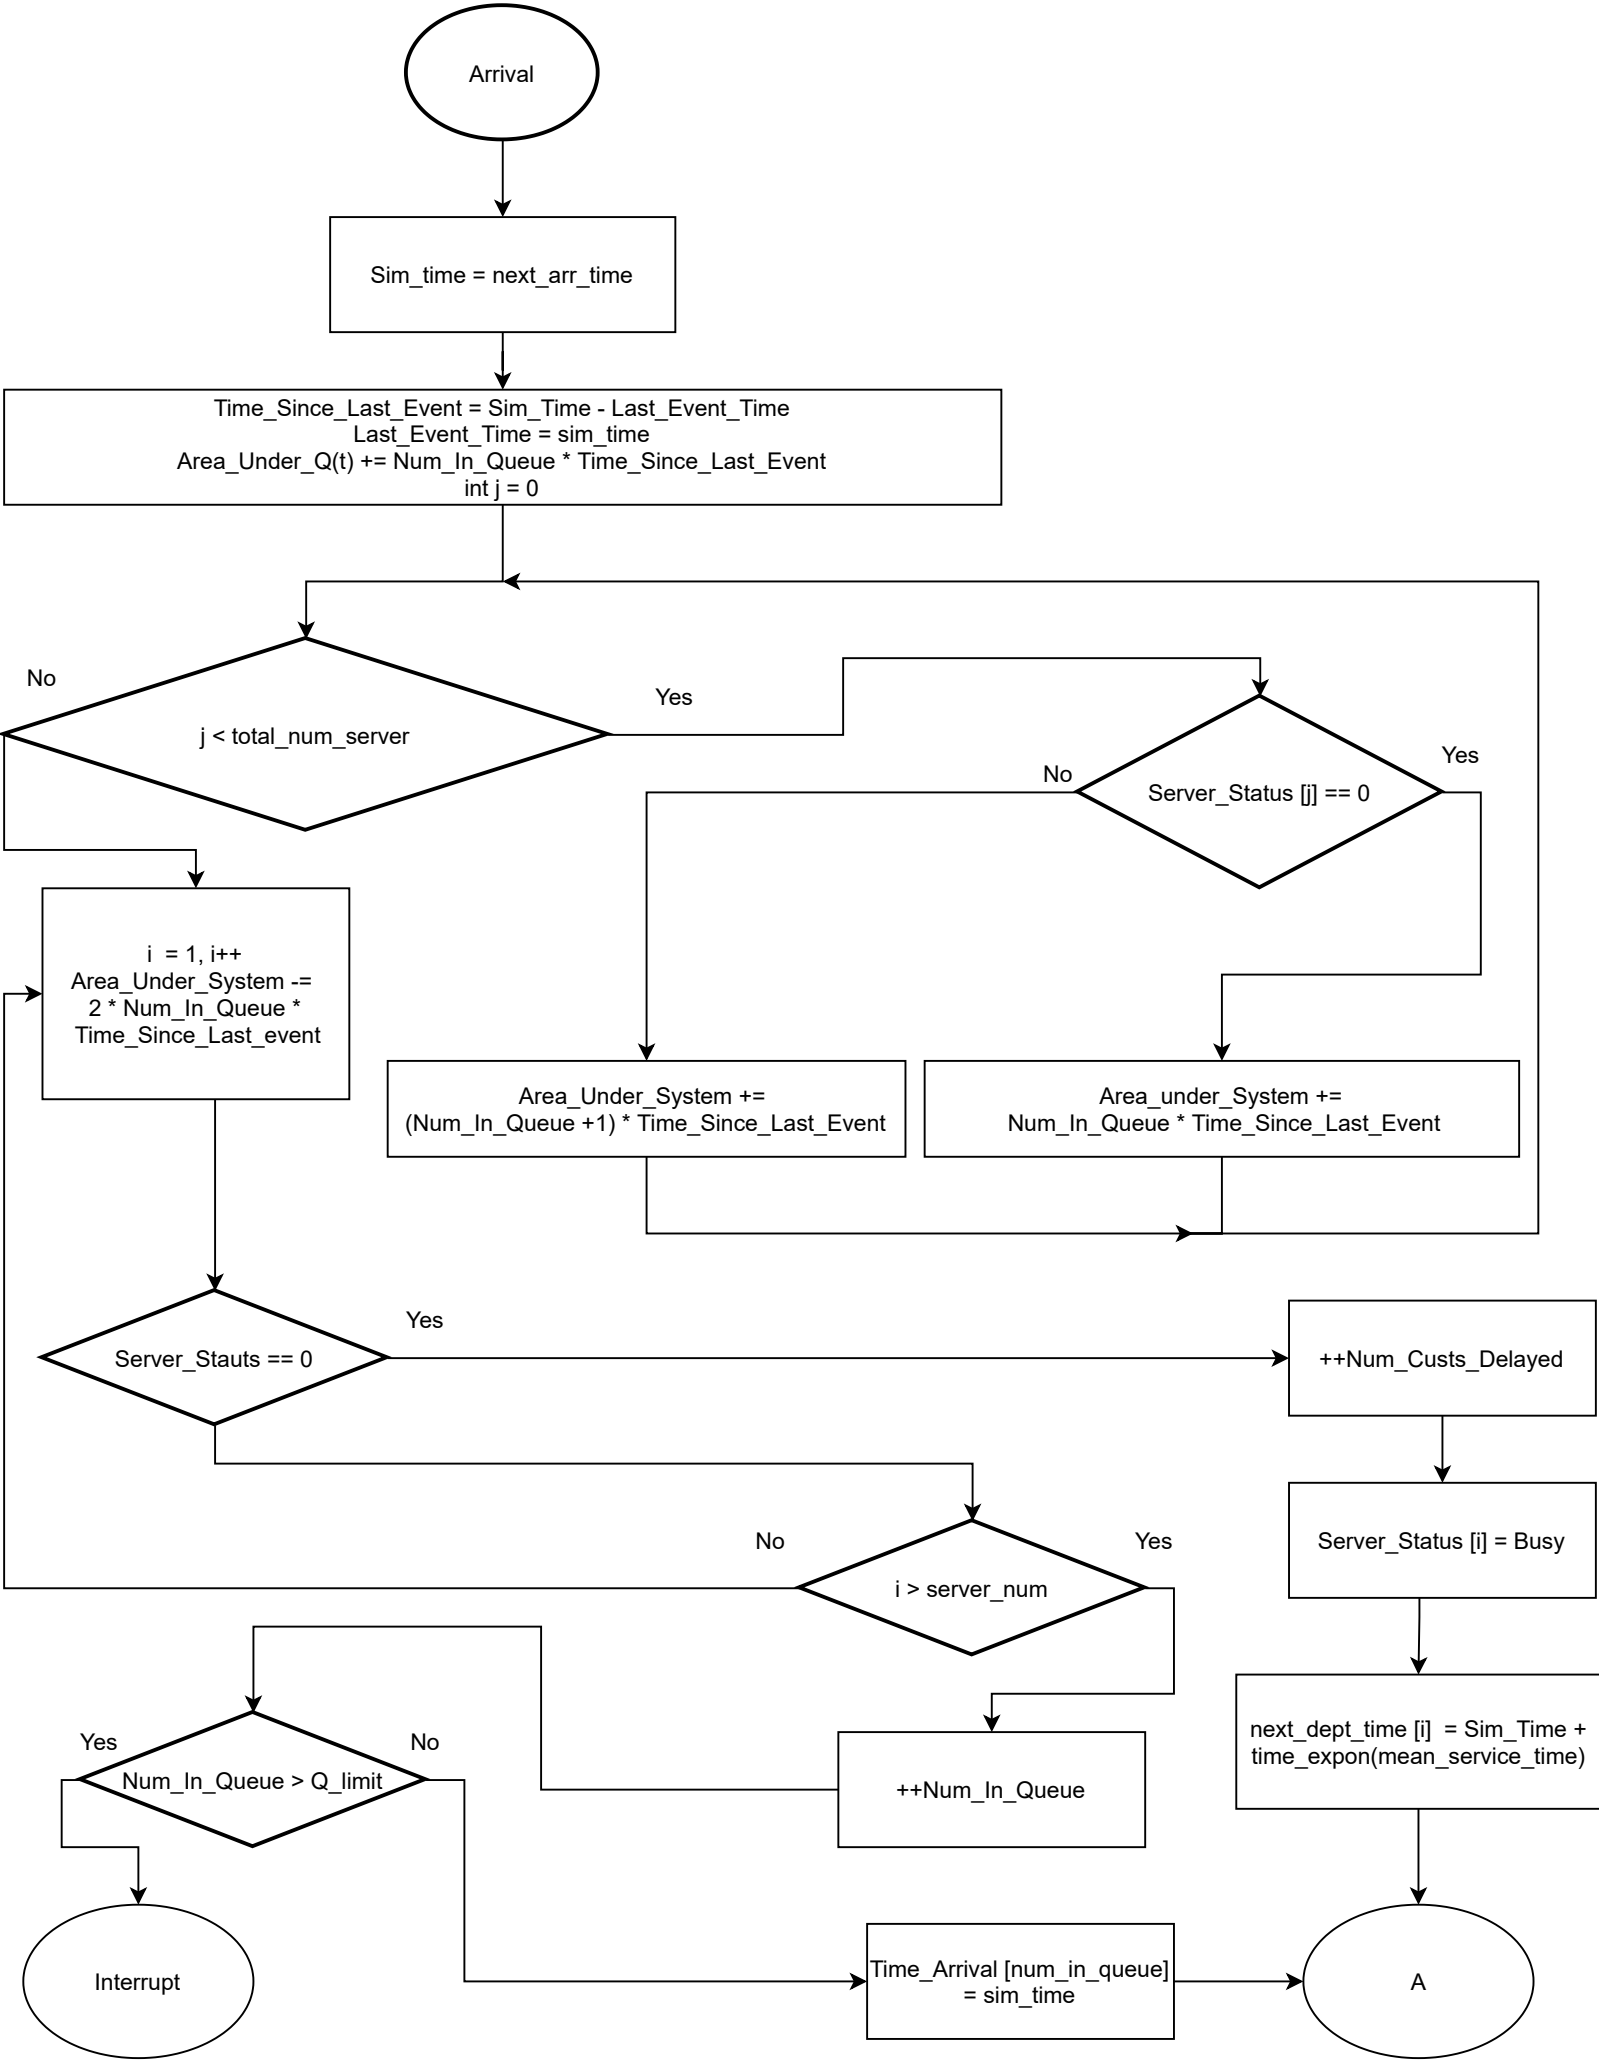 Arrival
Sim_time = next_arr_time
Time_Since_Last_Event = Sim_Time - Last_Event_Time
Last_Event_Time = sim_time
Area_Under_Q(t) += Num_In_Queue * Time_Since_Last_Event
int j = 0
No
j < total_num_server
Yes
No
Server_Status [j] == 0
Yes
i  = 1, i++
Area_Under_System -=
2 * Num_In_Queue *
Time_Since_Last_event
Area_Under_System +=
(Num_In_Queue +1) * Time_Since_Last_Event
Area_under_System +=
Num_In_Queue * Time_Since_Last_Event
Server_Stauts == 0
Yes
++Num_Custs_Delayed
Server_Status [i] = Busy
No
i > server_num
Yes
next_dept_time [i]  = Sim_Time +
time_expon(mean_service_time)
Yes
Num_In_Queue > Q_limit
No
++Num_In_Queue
Interrupt
Time_Arrival [num_in_queue]
= sim_time
A